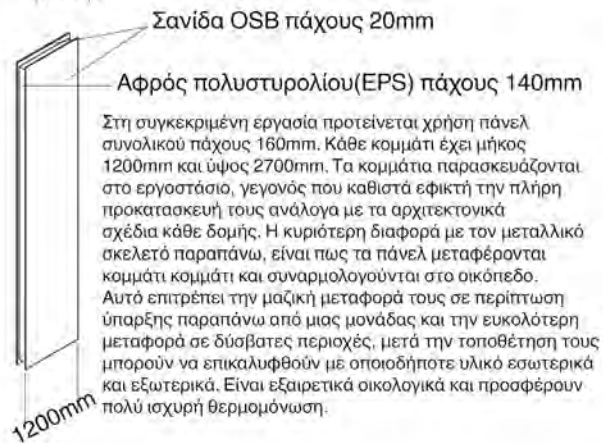 Σανίδα OSB πάχους 20mm
Αφρός πολυστυρολίου(EPS) πάχους 140mm
Στη συγκεκριμένη εργασία προτείνεται χρήση πάνελ
συνολικού πάχους 160mm. Κάθε κομμάτι έχει μήκος
1200mm και ύψος 2700mm. Τα κομμάτια παρασκευάζονται
στο εργοστάσιο, γεγονός που καθιστά εφικτή την πλήρη
προκατασκευή τους ανάλογα με τα αρχιτεκτονικά
σχέδια κάθε δομής. Η κυριότερη διαφορά με τον μεταλλικό
σκελετό παραπάνω, είναι πως τα πάνελ μεταφέρονται
κομμάτι κομμάτι και συναρμολογούνται στο οικόπεδο.
Αυτό επιτρέπει την μαζική μεταφορά τους σε περίπτωση
ύπαρξης παραπάνω από μιας μονάδας και την ευκολότερη
μεταφορά σε δύσβατες περιοχές, μετά την τοποθέτηση τους
μπορούν να επικαλυφθούν με οποιοδήποτε υλικό εσωτερικά
και εξωτερικά. Είναι εξαιρετικά οικολογικά και προσφέρουν
πολύ ισχυρή θερμομόνωση.
1200mm